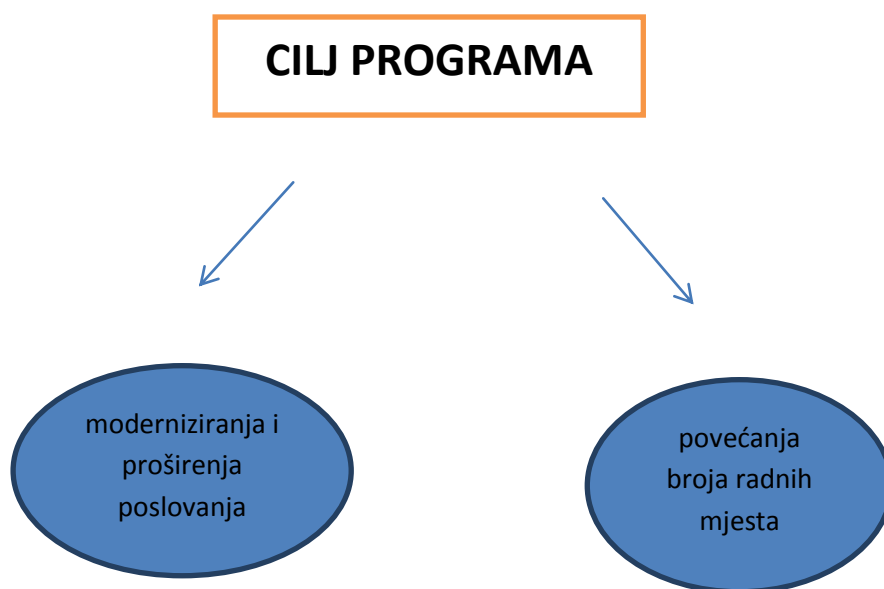 CILJ PROGRAMA
moderniziranja i
proširenja
poslovanja
povećanja
broja radnih
mjesta